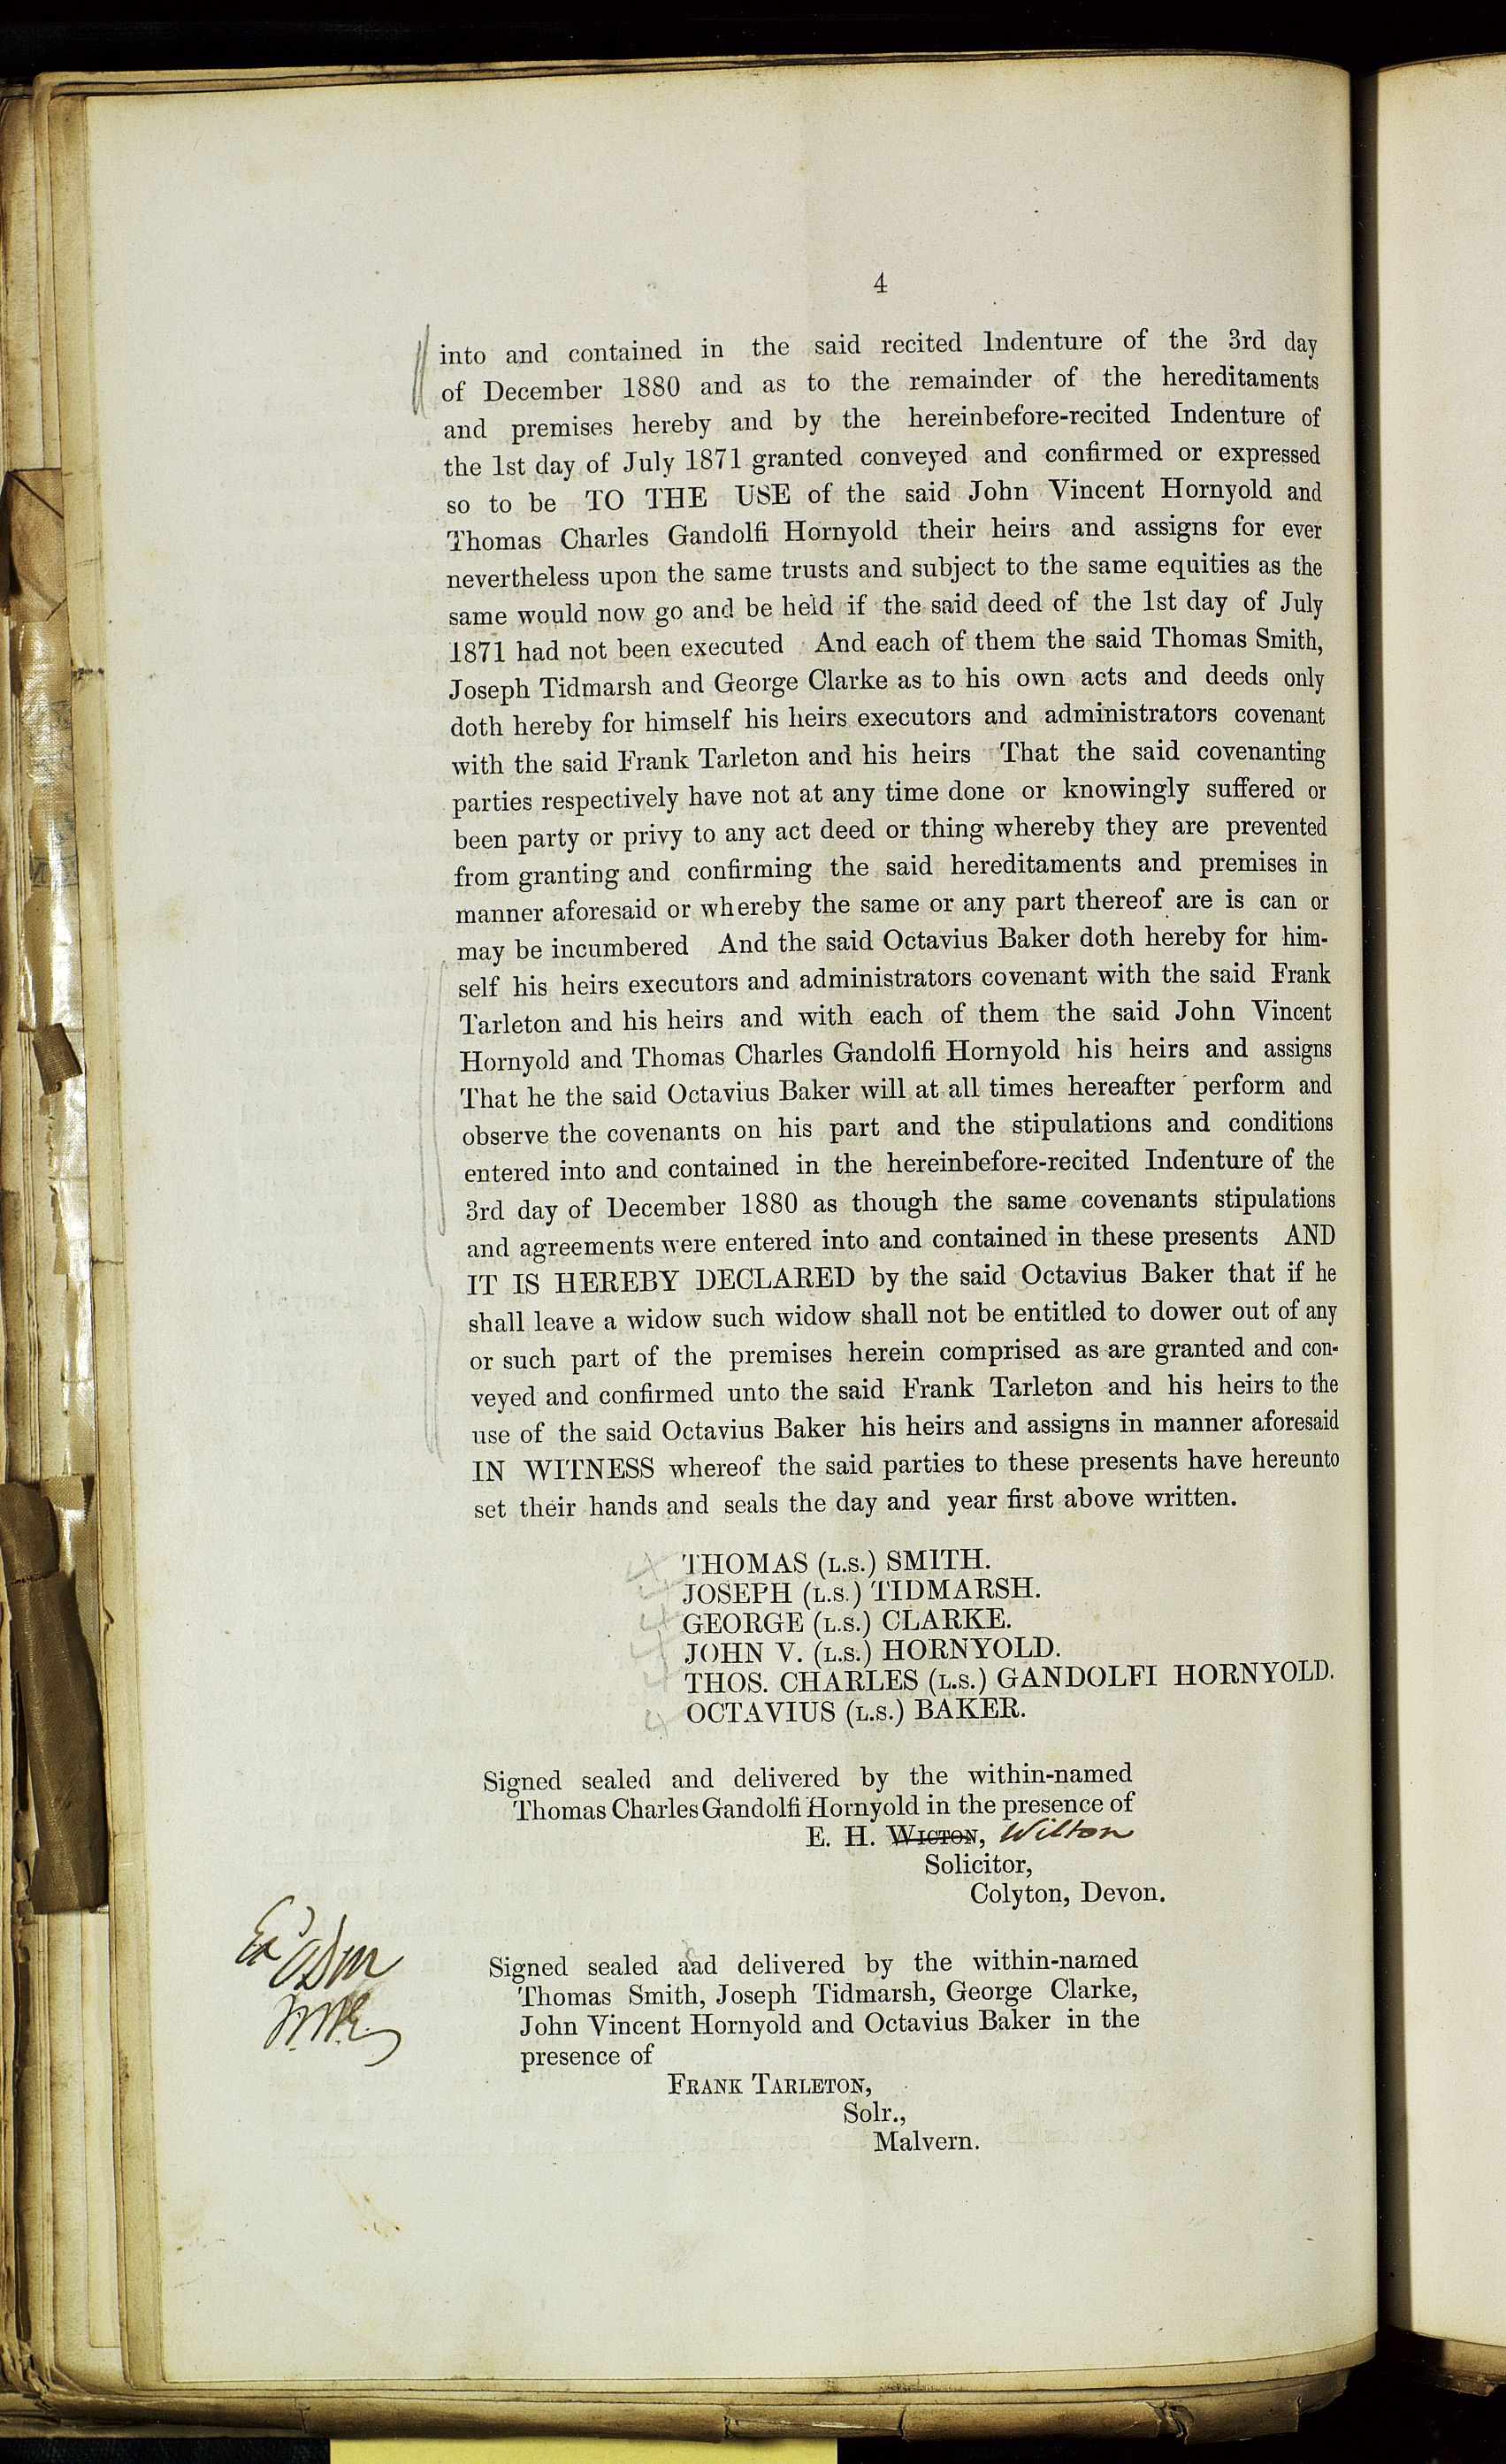 4
into and contained in the said recited Indenture of the 3rd day
of December 1880 and as to the remainder of the hereditaments
and premises hereby and by the hereinbefore-recited Indenture of
the 1st day of July 1871 granted conveyed and confirmed or expressed
so to be TO THE USE of the said John Vincent Hornyold and
Thomas Charles Gandolfi Hornyold their heirs and assigns for ever
nevertheless upon the same trusts and subject to the same equities as the
same would now go and be held if the said deed of the 1st day of July
1871 had not been executed And each of them the said Thomas Smith,
Joseph Tidmarsh and George Clarke as to his own acts and deeds only
doth hereby for himself his heirs executors and administrators covenant
with the said Frank Tarleton and his heirs That the said covenanting
parties respectively have not at any time done or knowingly suffered or
been party or privy to any act deed or thing whereby they are prevented
from granting and confirming the said hereditaments and premises in
manner aforesaid or whereby the same or any part thereof are is can or
may be incumbered And the said Octavius Baker doth hereby for him-
self his heirs executors and administrators covenant with the said Frank
Tarleton and his heirs and with each of them the said John Vincent
Hornyold and Thomas Charles Gandolfi Hornyold his heirs and assigns
That he the said Octavius Baker will at all times hereafter perform and
observe the covenants on his part and the stipulations and conditions
entered into and contained in the hereinbefore-recited Indenture of the
3rd day of December 1880 as though the same covenants stipulations
and agreements were entered into and contained in these presents AND
IT IS HEREBY DECLARED by the said Octavius Baker that if he
shall leave a widow such widow shall not be entitled to dower out of any
or such part of the premises herein comprised as are granted and con-
veyed and confirmed unto the said Frank Tarleton and his heirs to the
use of the said Octavius Baker his heirs and assigns in manner aforesaid
IN WITNESS whereof the said parties to these presents have hereunto
set their hands and seals the day and year first above written.
THOMAS (L.S.) SMITH.
JOSEPH (L.S.) TIDMARSH.
GEORGE (L.S.) CLARKE.
JOHN V. (L.S.) HORNYOLD.
THOS. CHARLES (L.S.) GANDOLFI HORNYOLD.
OCTAVIUS (L.S.) BAKER.
Signed sealed and delivered by the within-named
Thomas Charles Gandolfi Hornyold in the presence of
E. H. WICTON, Wilton
Solicitor,
Colyton, Devon.
Signed sealed aad delivered by the within-named
Thomas Smith, Joseph Tidmarsh, George Clarke,
John Vincent Hornyold and Octavius Baker in the
presence of
FRANK TARLETON,
Solr.,
Malvern.